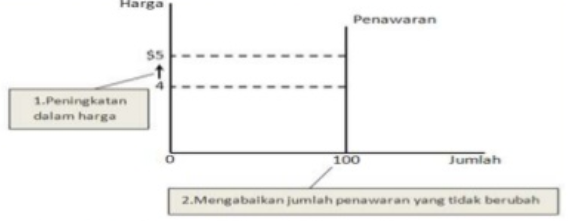 Harga
Penawaran
$5
4
1.Peningkatan
dalam harga
0
100
Jumlah
2.Mengabaikan jumlah penawaran yang tidak berubah